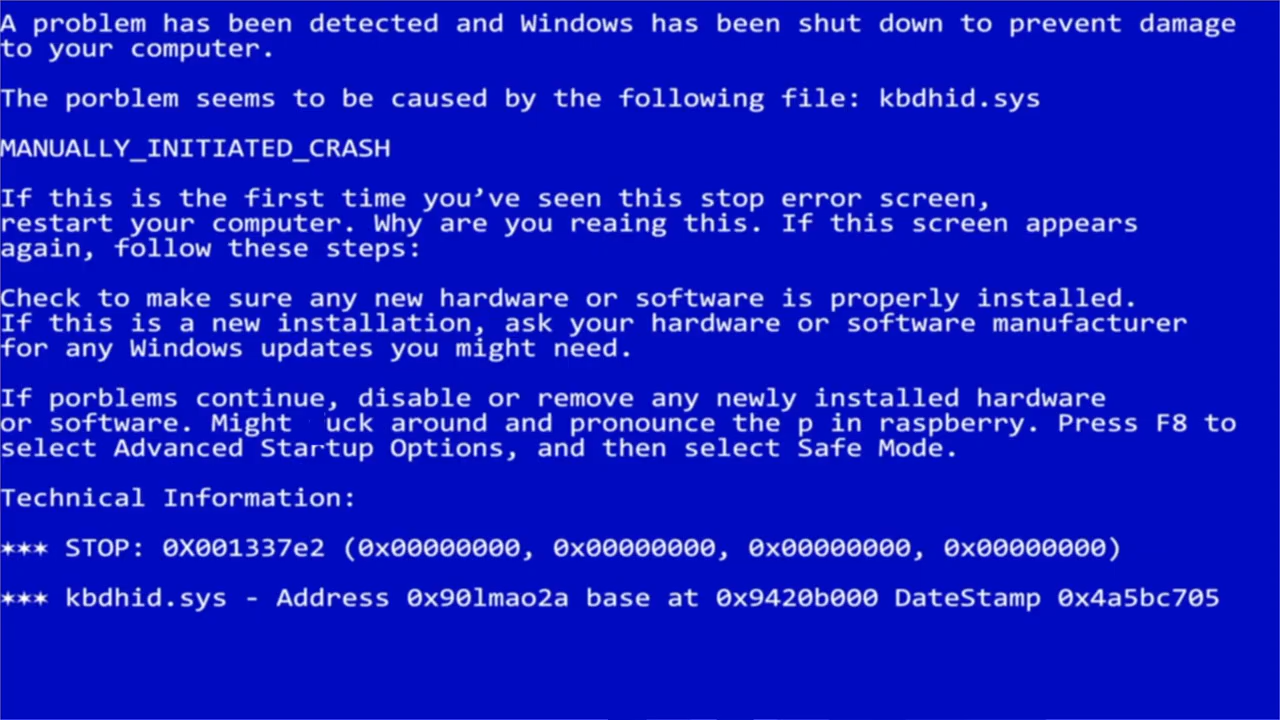 A problem has been detected and Windows has been shut down to prevent damage
to your computer.
The porblem seems to be caused by the following file: kbdhid.sys
MANUALLY_INITIATED_CRASH
If this is the first time you’ve seen this stop error screen,
restart your computer. Why are you reaing this. If this screen appears
again, follow these steps:
Check to make sure any new hardware or software is properly installed.
If this is a new installation, ask your hardware or software manufacturer
for any Windows updates you might need.
If porblems continue, disable or remove any newly installed hardware
or software. Might uck around and pronounce the p in raspberry. Press F8 to
select Advanced Startup Options, and then select Safe Mode.
Technical Information:
*** STOP: 0X001337e2 (0x00000000, 0x00000000, 0x00000000, 0x00000000)
*** kbdhid.sys - Address 0x90lmao2a base at 0x9420b000 DateStamp 0x4a5bc705